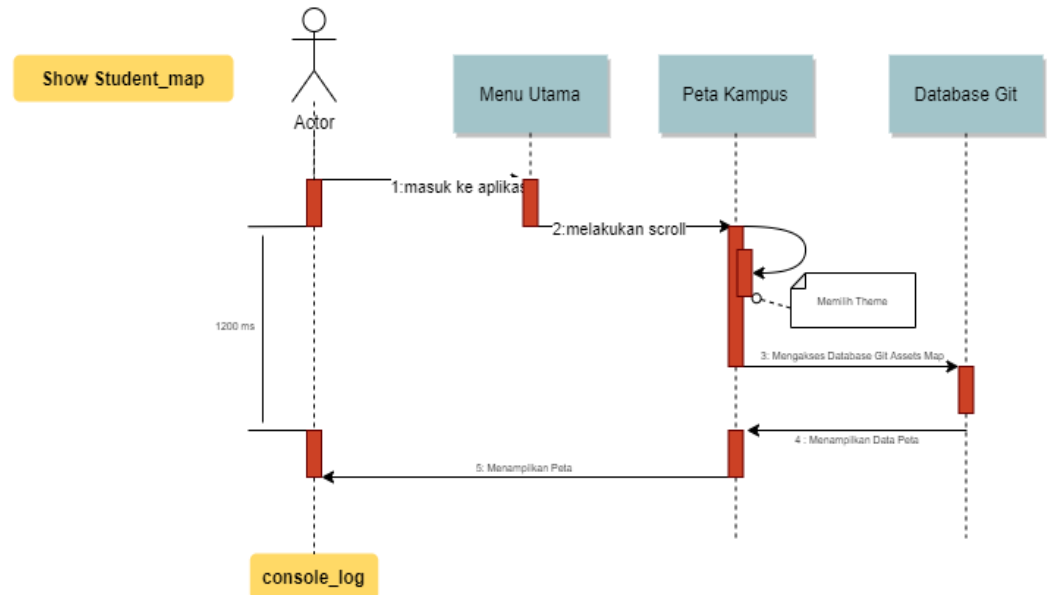 Show Student_map
Actor
Menu Utama
Peta Kampus
Database Git
1:masuk ke aplikas
2:melakukan scroll
Memilih Theme
1200 ms
3: Mengakses Database Git Assets Map
4 : Menampilkan Data Peta
5: Menampilkan Peta
console_log